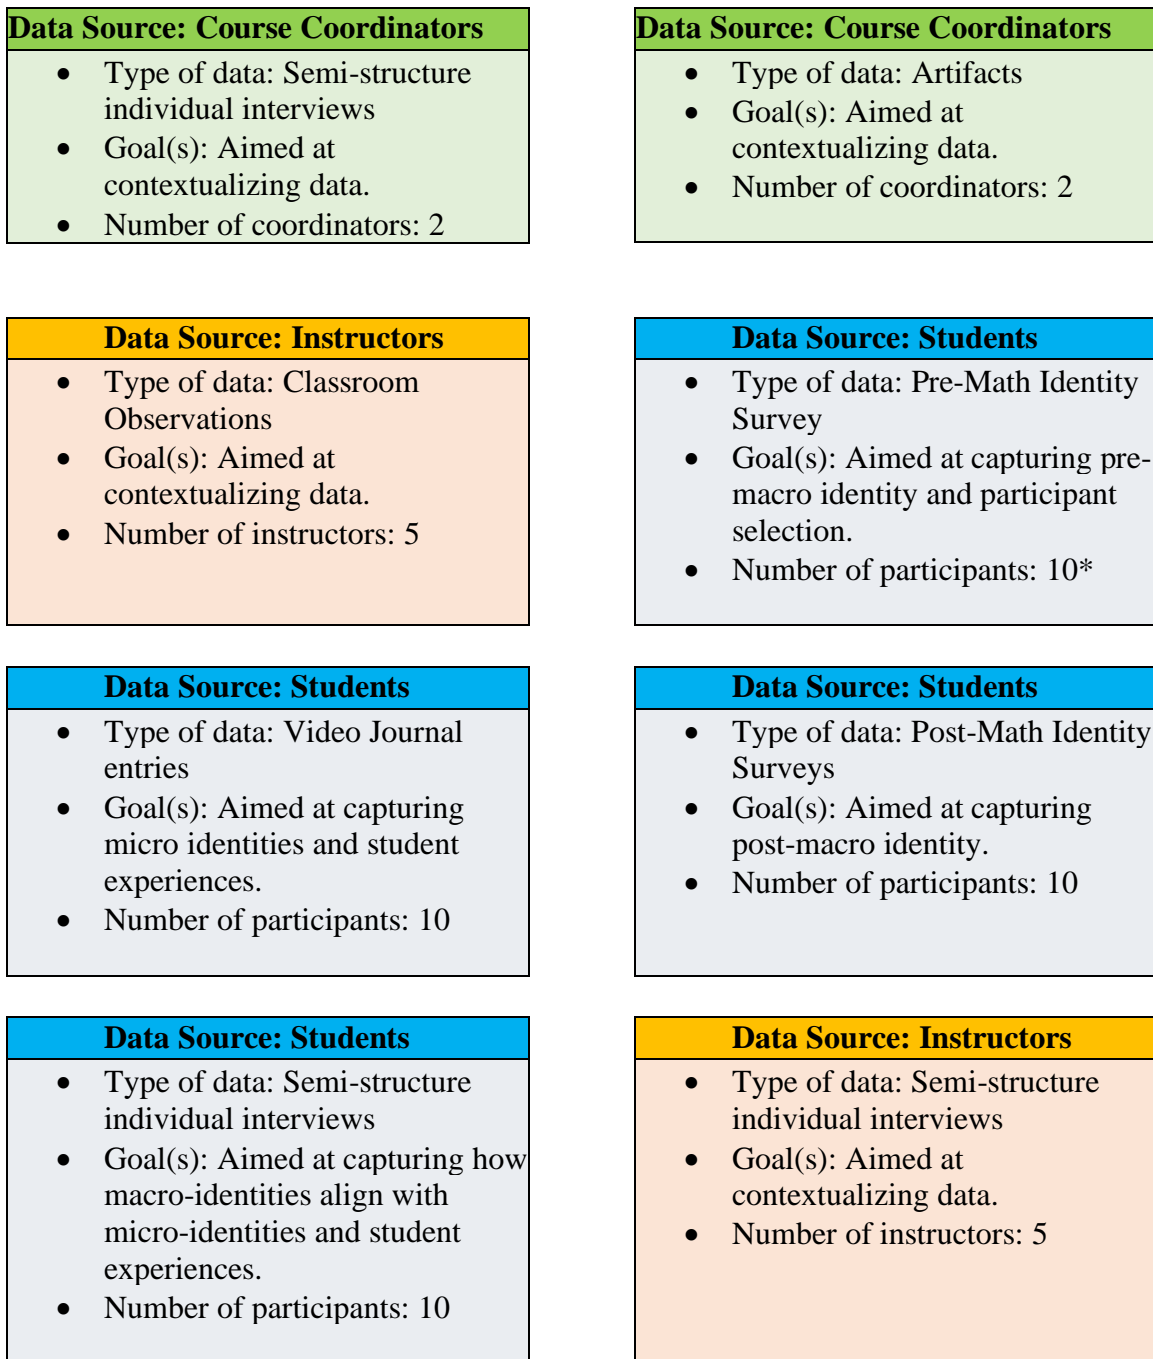 Data Source: Course Coordinators
• Type of data: Semi-structure
individual interviews
• Goal(s): Aimed at
contextualizing data.
• Number of coordinators: 2
Data Source: Course Coordinators
• Type of data: Artifacts
• Goal(s): Aimed at
contextualizing data.
• Number of coordinators: 2
Data Source: Instructors
• Type of data: Classroom
Observations
• Goal(s): Aimed at
contextualizing data.
• Number of instructors: 5
Data Source: Students
• Type of data: Pre-Math Identity
Survey
• Goal(s): Aimed at capturing pre-
macro identity and participant
selection.
• Number of participants: 10*
Data Source: Students
• Type of data: Video Journal
entries
• Goal(s): Aimed at capturing
micro identities and student
experiences.
• Number of participants: 10
Data Source: Students
• Type of data: Post-Math Identity
Surveys
• Goal(s): Aimed at capturing
post-macro identity.
• Number of participants: 10
Data Source: Students
• Type of data: Semi-structure
individual interviews
• Goal(s): Aimed at capturing how
macro-identities align with
micro-identities and student
experiences.
• Number of participants: 10
Data Source: Instructors
• Type of data: Semi-structure
individual interviews
• Goal(s): Aimed at
contextualizing data.
• Number of instructors: 5